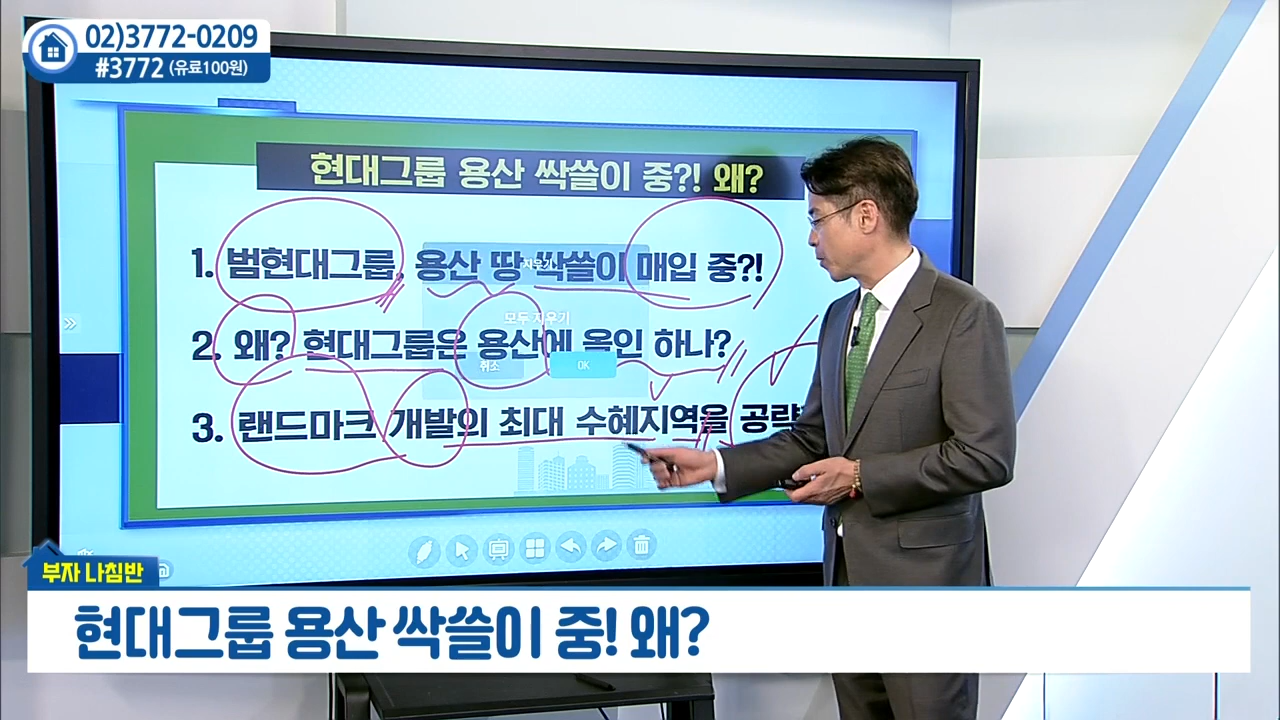 02)3772-0209
#3772 (유료100원)
현대그룹 용산 싹쓸이 중?! 왜?
1. 범현대그룹, 용산 땅 싹쓸이 매입 중?!
지우기
모두 지우기
2. 왜? 현대그룹은 용산에 올인 하나?
취소 OK
3. 랜드마크 개발의 최대 수혜지역을
부자 나침반
현대그룹 용산 싹쓸이 중! 왜?